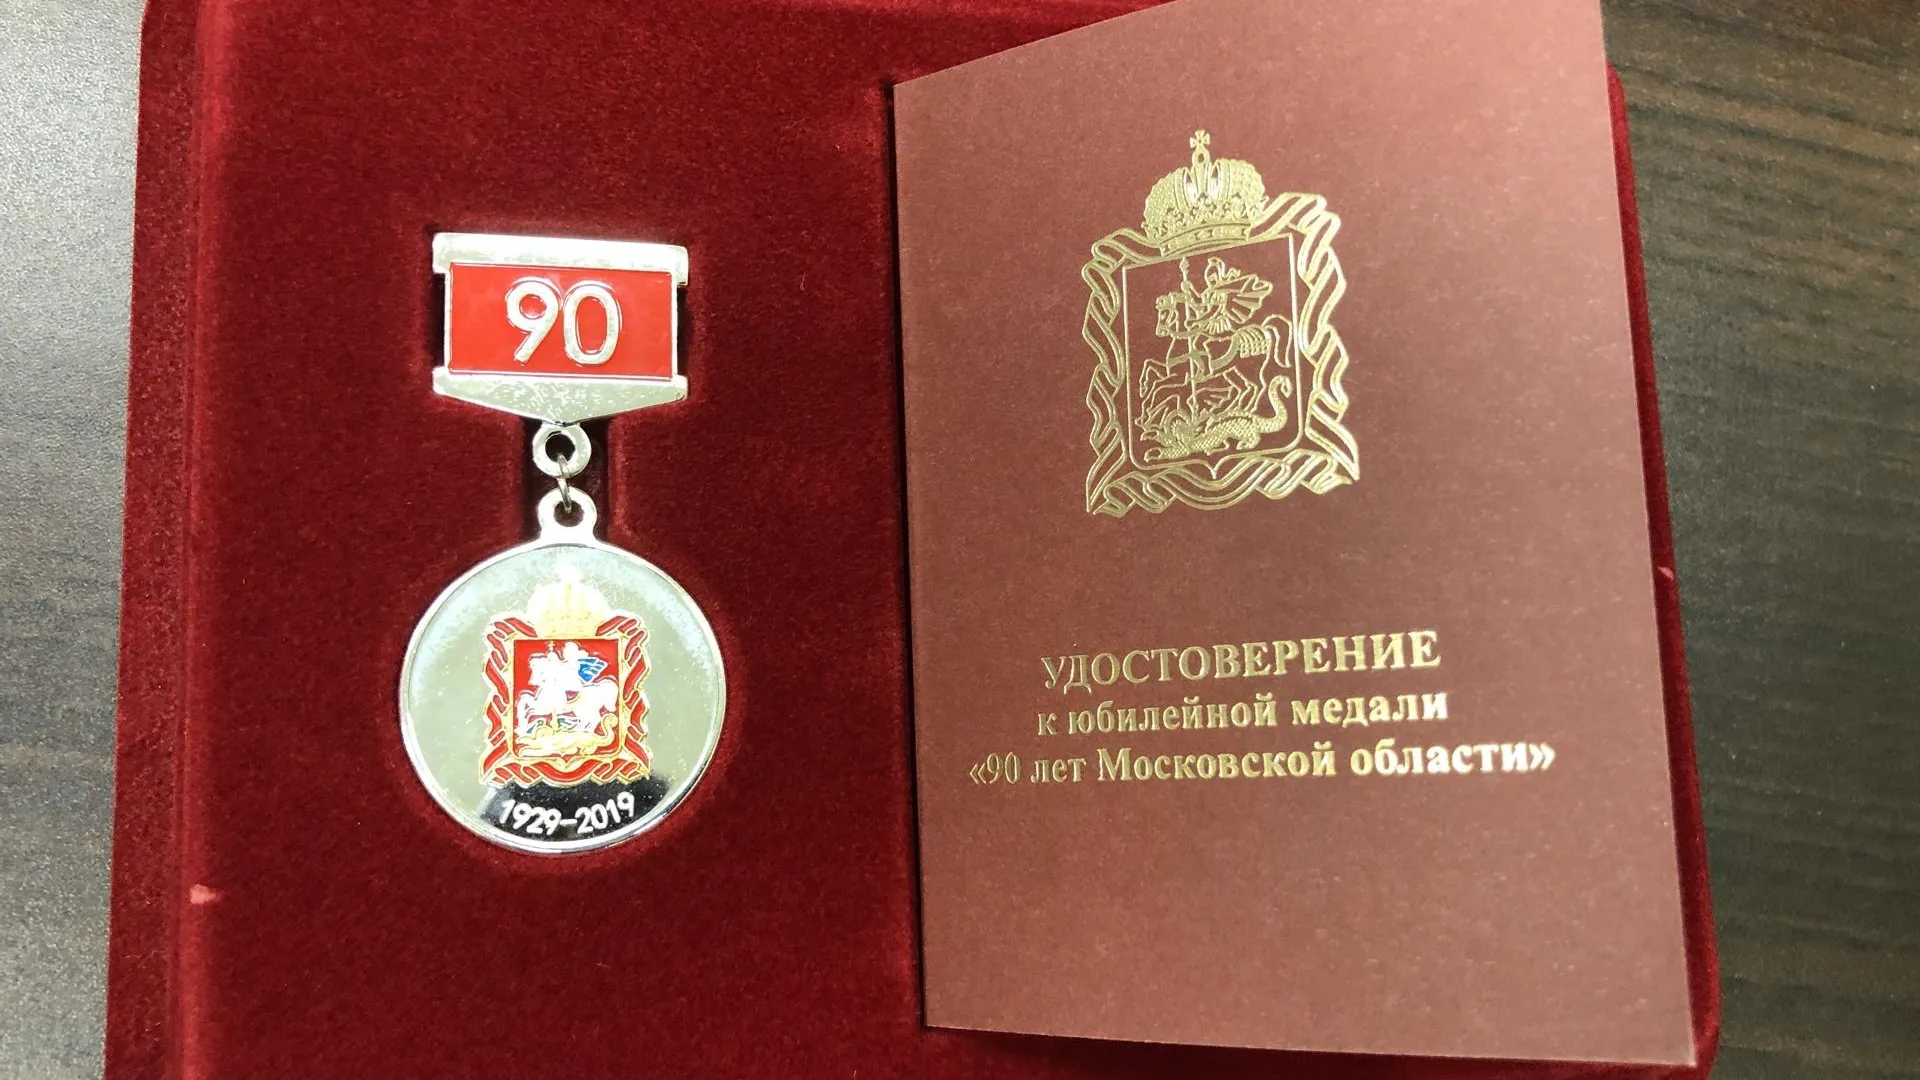 90
1929-2019
УДОСТОВЕРЕНИЕ
к юбилейной медали
«90 лет Московской области»